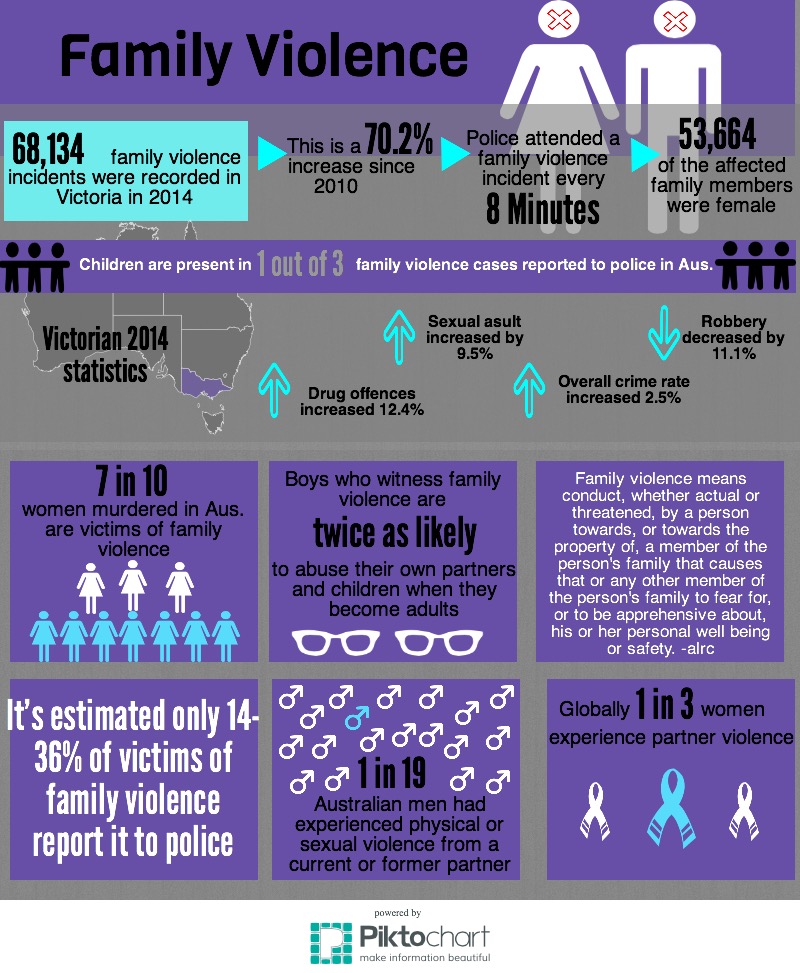 Family Violence
68,134 family violence
incidents were recorded in
Victoria in 2014
This is a 70.2%
increase since
2010
Police attended a
family violence
incident every
8 Minutes
53,664
of the affected
family members
were female
Children are present in 1 out of 3 family violence cases reported to police in Aus.
Victorian 2014
statistics
Drug offences
increased 12.4%
Sexual asult
increased by
9.5%
Overall crime rate
increased 2.5%
Robbery
decreased by
11.1%
7 in 10
women murdered in Aus.
are victims of family
violence
Boys who witness family
violence are
twice as likely
to abuse their own partners
and children when they
become adults
Family violence means
conduct, whether actual or
threatened, by a person
towards, or towards the
property of, a member of the
person's family that causes
that or any other member of
the person's family to fear for,
or to be apprehensive about,
his or her personal well being
or safety. -alrc
It's estimated only 14-
36% of victims of
family violence
report it to police
1 in 19
Australian men had
experienced physical or
sexual violence from a
current or former partner
Globally 1 in 3 women
experience partner violence
powered by
Piktochart
make information beautiful